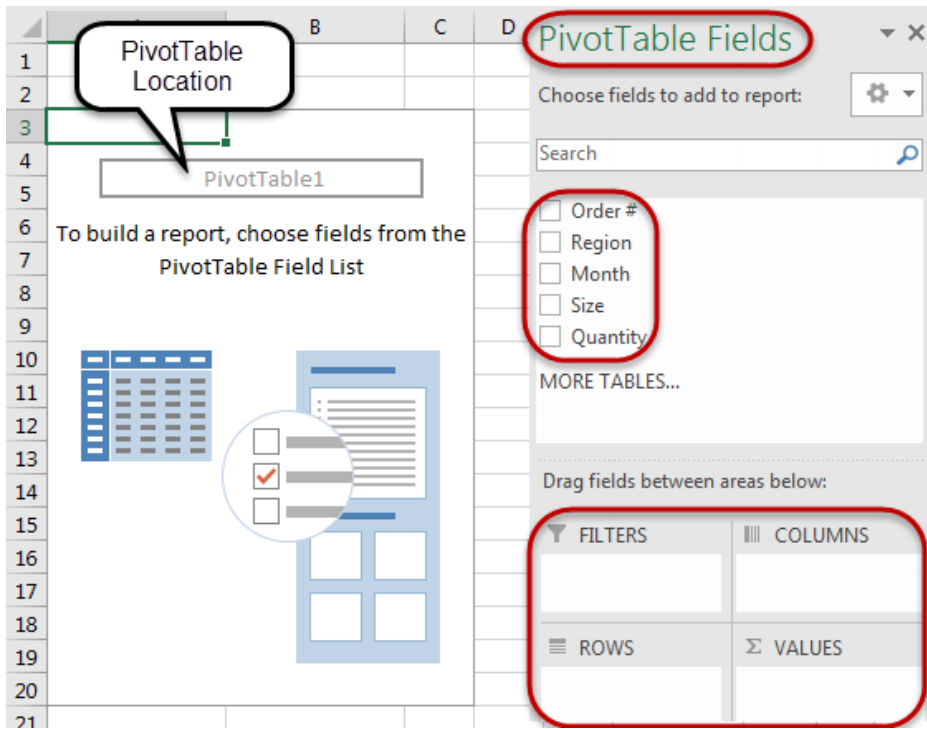 B C D
PivotTable
Location
1
2
3
4
5
6
7
8
9
10
11
12
13
14
15
16
17
18
19
20
21
PivotTable1
To build a report, choose fields from the
PivotTable Field List
PivotTable Fields
Choose fields to add to report:
Search
Order #
Region
Month
Size
Quantity
MORE TABLES...
Drag fields between areas below:
FILTERS
COLUMNS
ROWS
Σ VALUES